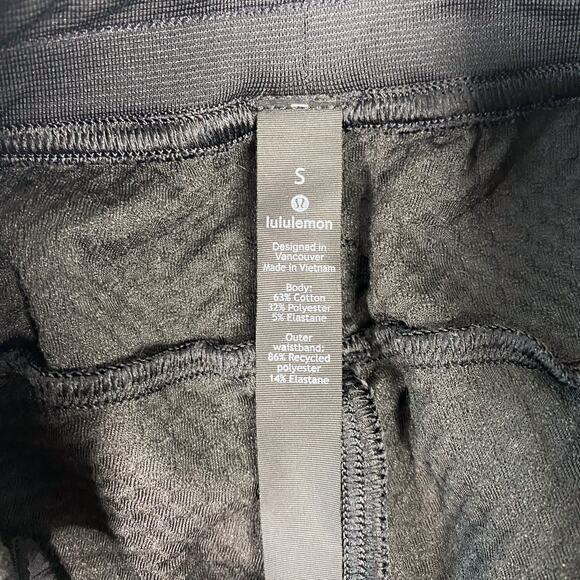 S
lululemon
Designed in
Vancouver
Made in Vietnam
Body:
63% Cotton
32% Polyester
5% Elastane
Outer
waistband:
86% Recycled
polyester
14% Elastane